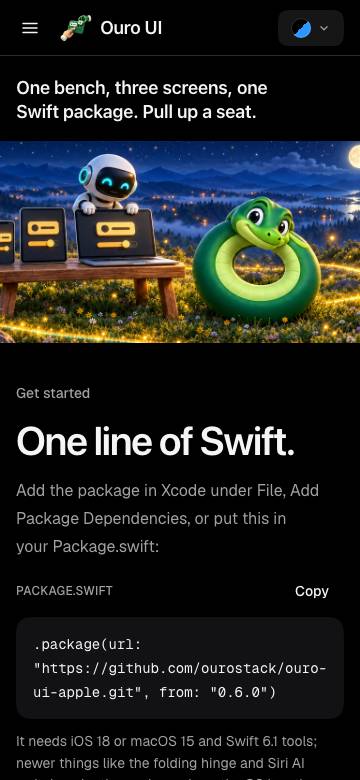 Ouro UI
One bench, three screens, one
Swift package. Pull up a seat.
Get started
One line of Swift.
Add the package in Xcode under File, Add
Package Dependencies, or put this in
your Package.swift:
PACKAGE.SWIFT
Copy
.package(url:
"https://github.com/ourostack/ouro-
ui-apple.git", from: "0.6.0")
It needs iOS 18 or macOS 15 and Swift 6.1 tools;
newer things like the folding hinge and Siri AI